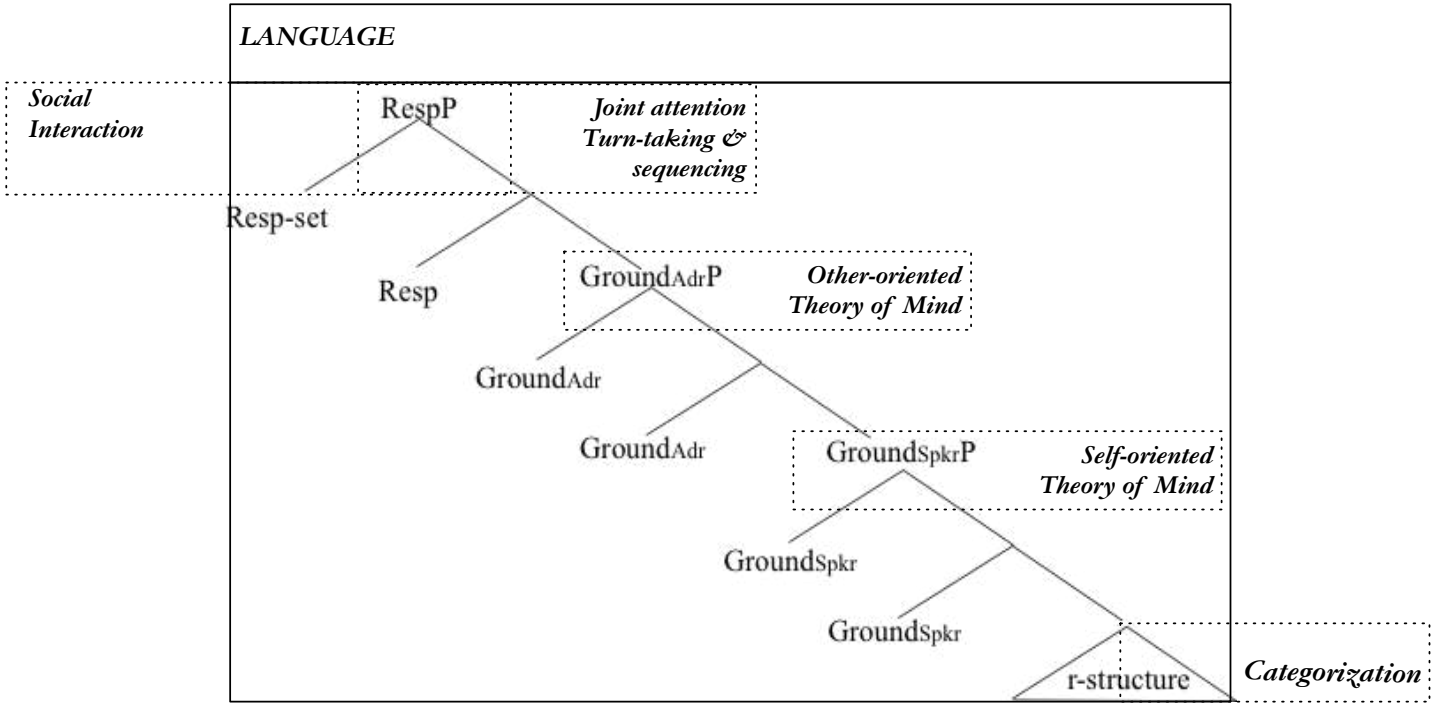 LANGUAGE
Social
Interaction
RespP
Joint attention
Turn-taking &
sequencing
Resp-set
Resp
GroundAdrP
Other-oriented
Theory of Mind
GroundAdr
GroundAdr
GroundSpkrP
Self-oriented
Theory of Mind
GroundSpkr
GroundSpkr
r-structure
Categorization